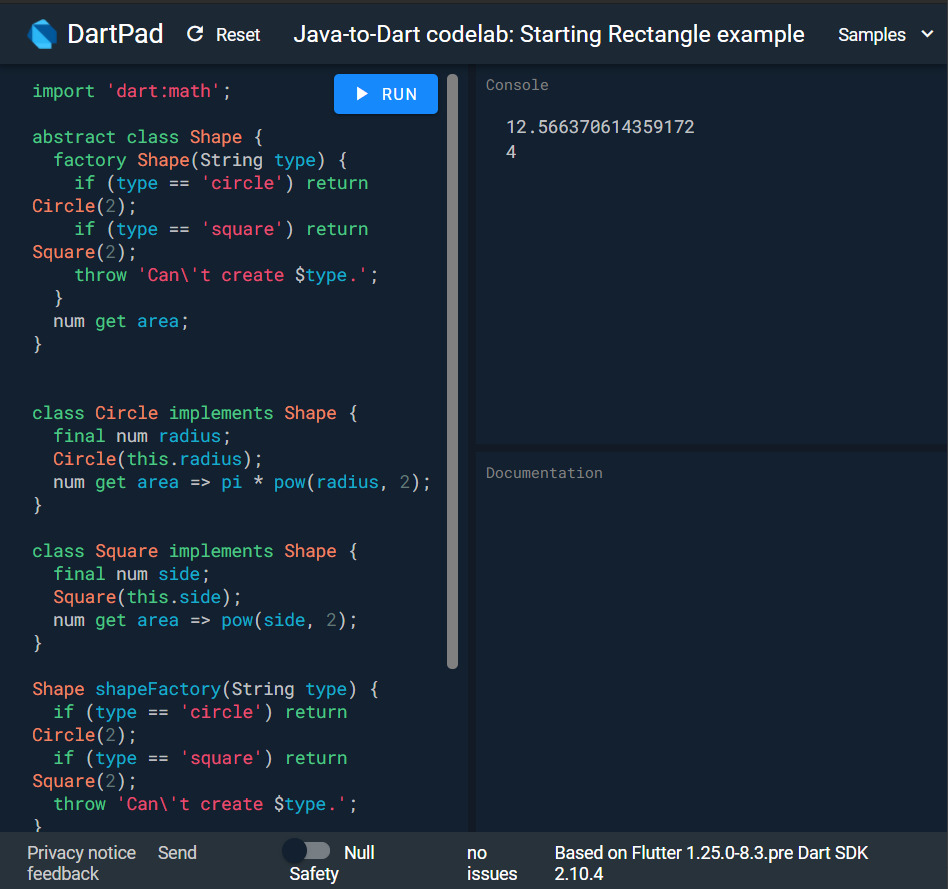 DartPad Reset Java-to-Dart codelab: Starting Rectangle example Samples
import 'dart:math';
RUN
abstract class Shape {
factory Shape(String type) {
if (type == 'circle') return
Circle(2);
if (type == 'square') return
Square(2);
throw 'Can\'t create $type.';
}
num get area;
}
class Circle implements Shape {
final num radius;
Circle(this.radius);
num get area => pi * pow(radius, 2);
}
class Square implements Shape {
final num side;
Square(this.side);
num get area => pow(side, 2);
}
Shape shapeFactory(String type) {
if (type == 'circle') return
Circle(2);
if (type == 'square') return
Square(2);
throw 'Can\'t create $type.';
}
Console
12.566370614359172
4
Documentation
Privacy notice Send
feedback
Null
Safety
no
issues
Based on Flutter 1.25.0-8.3.pre Dart SDK
2.10.4